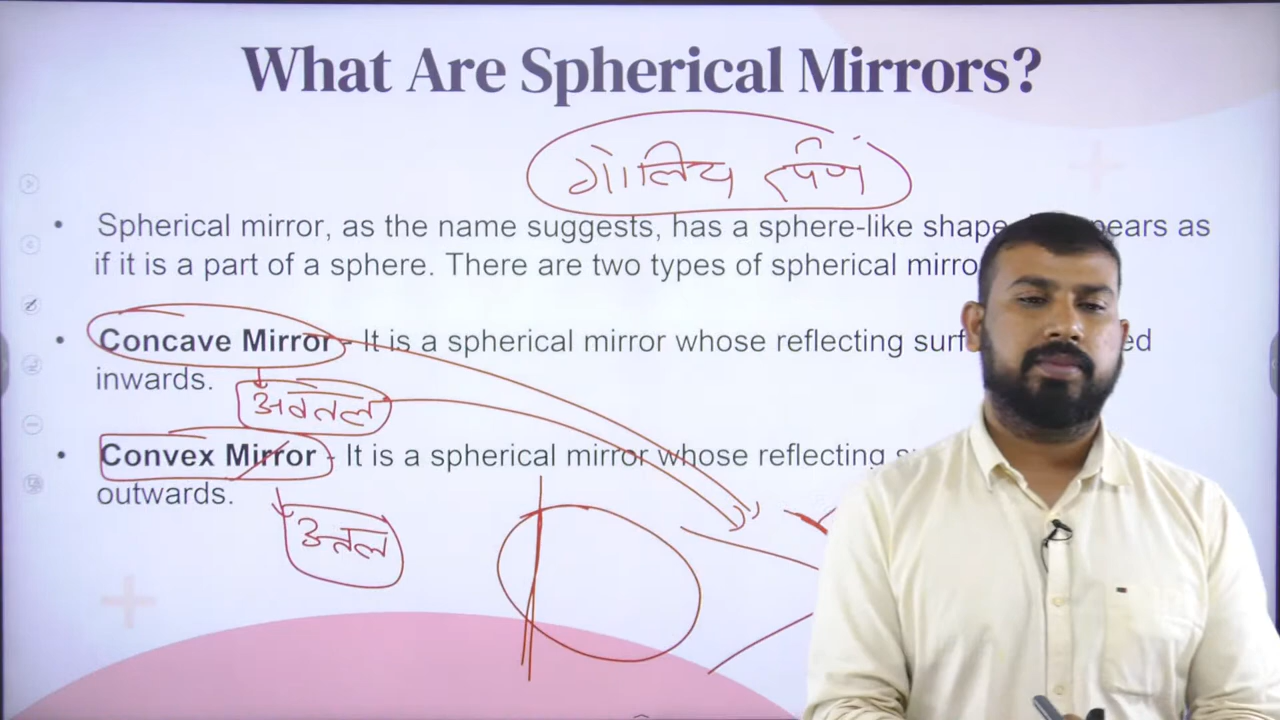 What Are Spherical Mirrors?
गोलिय दर्पण
• Spherical mirror, as the name suggests, has a sphere-like shape as
if it is a part of a sphere. There are two types of spherical
• Concave Mirror - It is a spherical mirror whose reflecting
inwards.
अवतल
• Convex Mirror - It is a spherical mirror whose reflecting
outwards.
उत्तल